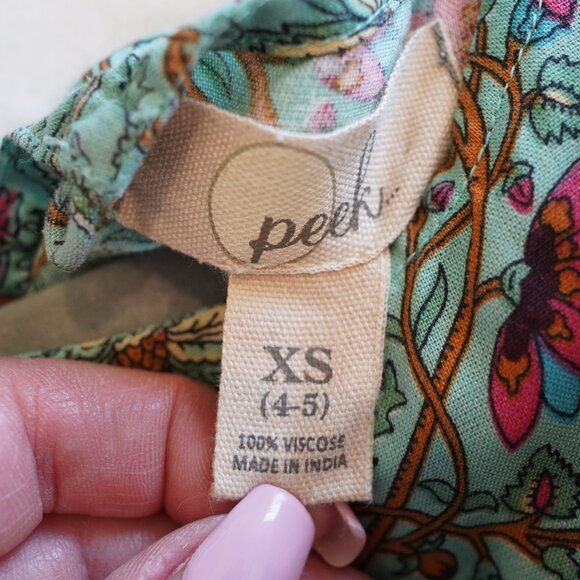 peek...
XS
(4-5)
100% VISCOSE
MADE IN INDIA